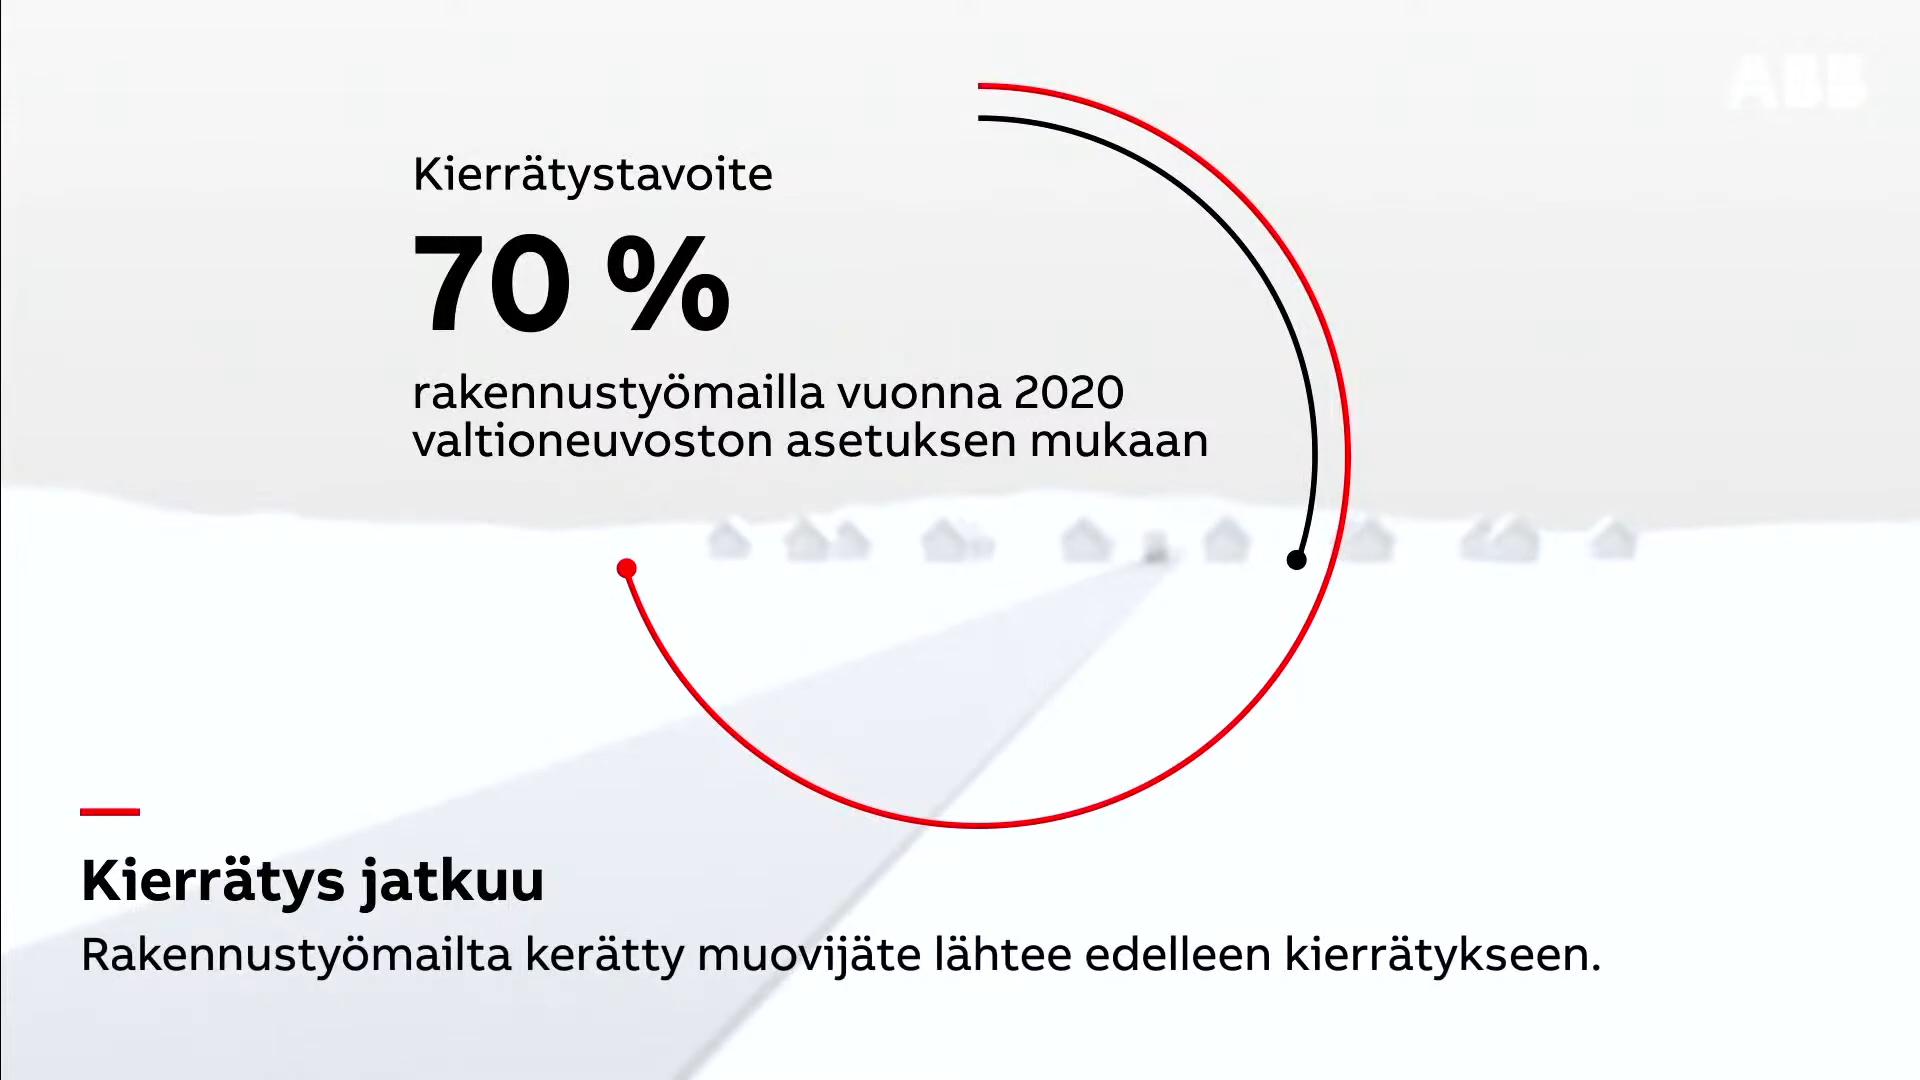 ABB
Kierrätystavoite
70 %
rakennustyömailla vuonna 2020
valtioneuvoston asetuksen mukaan
Kierrätys jatkuu
Rakennustyömailta kerätty muovijäte lähtee edelleen kierrätykseen.